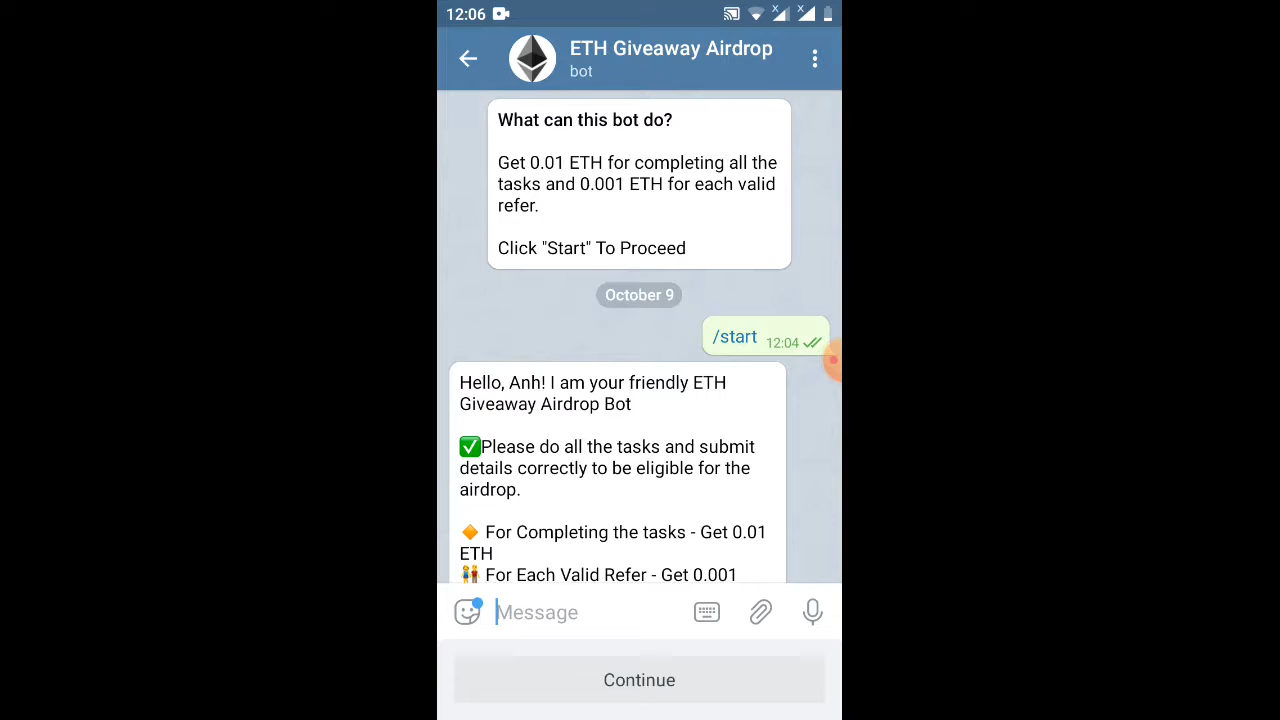 12:06
ETH Giveaway Airdrop
bot
What can this bot do?
Get 0.01 ETH for completing all the
tasks and 0.001 ETH for each valid
refer.
Click "Start" To Proceed
October 9
/start 12:04
Hello, Anh! I am your friendly ETH
Giveaway Airdrop Bot
✅Please do all the tasks and submit
details correctly to be eligible for the
airdrop.
🔸 For Completing the tasks - Get 0.01
ETH
👭 For Each Valid Refer - Get 0.001
Message
Continue